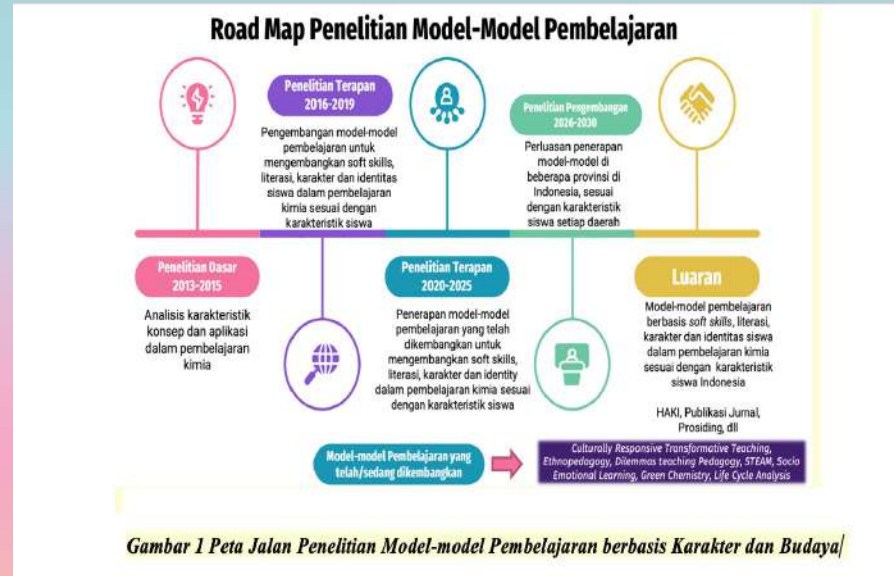 Road Map Penelitian Model-Model Pembelajaran
Penelitian Dasar
2013-2015
Analisis karakteristik
konsep dan aplikasi
dalam pembelajaran
kimia
Penelitian Terapan
2016-2019
Pengembangan model-model
pembelajaran untuk
mengembangkan soft skills,
literasi, karakter dan identitas
siswa dalam pembelajaran
kimia sesuai dengan
karakteristik siswa
Penelitian Terapan
2020-2025
Penerapan model-model
pembelajaran yang telah
dikembangkan untuk
mengembangkan soft skills,
literasi, karakter dan identity
dalam pembelajaran kimia sesuai
dengan karakteristik siswa
Penelitian Pengembangan
2026-2030
Perluasan penerapan
model-model di
beberapa provinsi di
Indonesia, sesuai
dengan karakteristik
siswa setiap daerah
Luaran
Model-model pembelajaran
berbasis soft skills, literasi,
karakter dan identitas siswa
dalam pembelajaran kimia
sesuai dengan karakteristik
siswa Indonesia
HAKI, Publikasi Jurnal,
Prosiding, dll
Model-model Pembelajaran yang
telah/sedang dikembangkan
Culturally Responsive Transformative Teaching,
Ethnopedagogy, Dilemmas teaching Pedagogy, STEAM, Socio
Emotional Learning, Green Chemistry, Life Cycle Analysis
Gambar 1 Peta Jalan Penelitian Model-model Pembelajaran berbasis Karakter dan Budaya